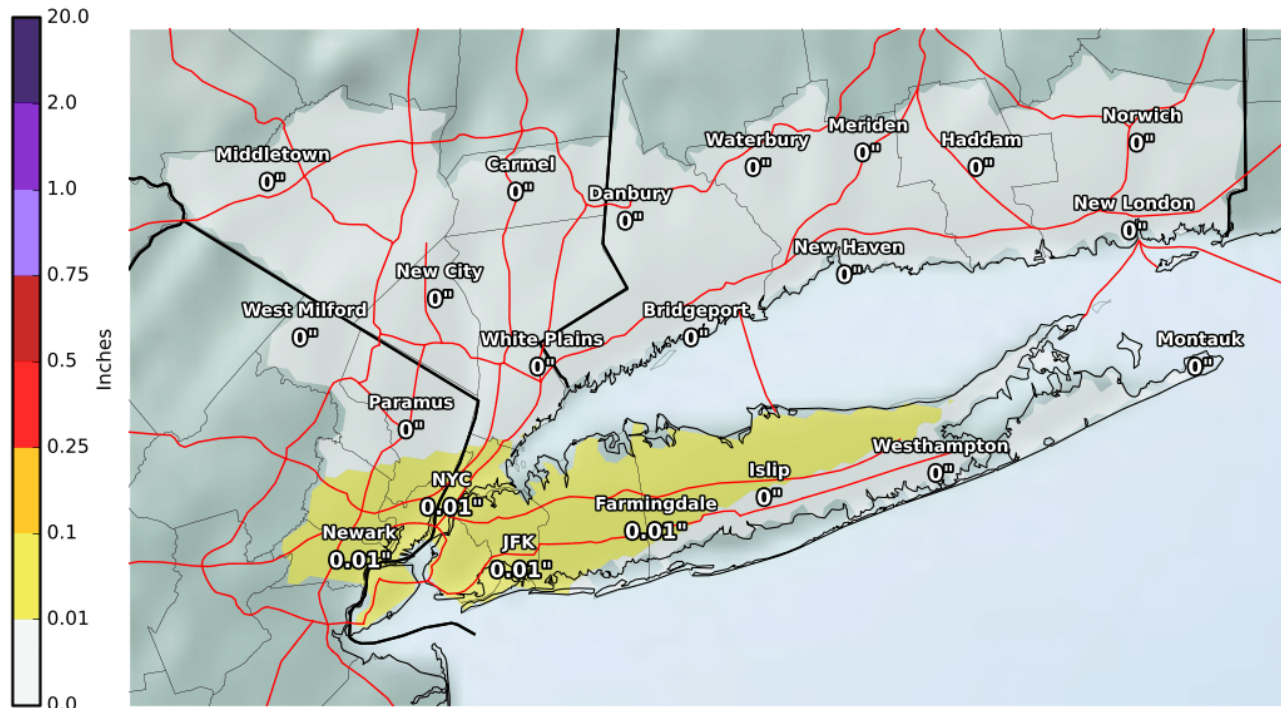 20.0
2.0
1.0
0.75
0.5
0.25
0.1
0.01
0.0
Inches
Middletown
0"
Carmel
0"
Danbury
0"
Waterbury
0"
Meriden
0"
Haddam
0"
Norwich
0"
New London
0"
New Haven
0"
New City
0"
West Milford
0"
White Plains
0"
Bridgeport
0"
Montauk
0"
Paramus
0"
Westhampton
0"
Islip
0"
NYC
0.01"
Farmingdale
0.01"
Newark
0.01"
JFK
0.01"